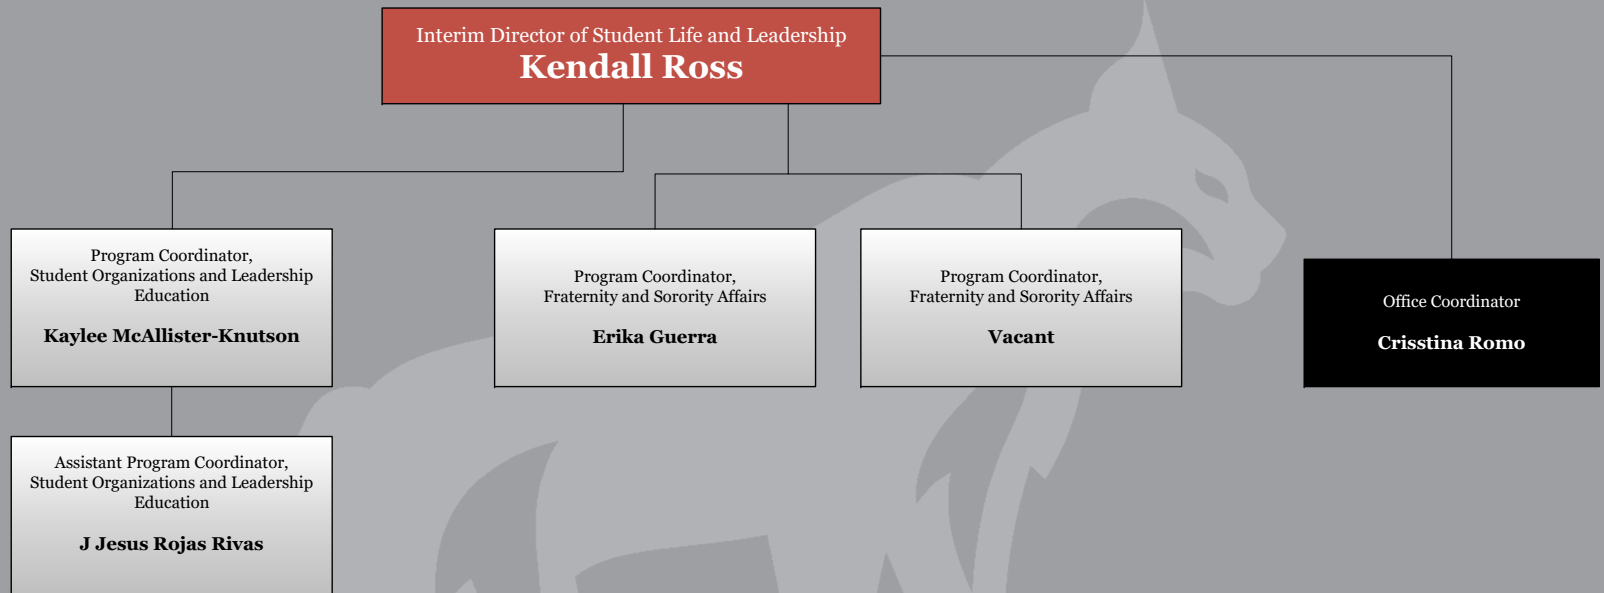 Interim Director of Student Life and Leadership
Kendall Ross
Program Coordinator,
Student Organizations and Leadership
Education
Kaylee McAllister-Knutson
Program Coordinator,
Fraternity and Sorority Affairs
Erika Guerra
Program Coordinator,
Fraternity and Sorority Affairs
Vacant
Office Coordinator
Crisstina Romo
Assistant Program Coordinator,
Student Organizations and Leadership
Education
J Jesus Rojas Rivas